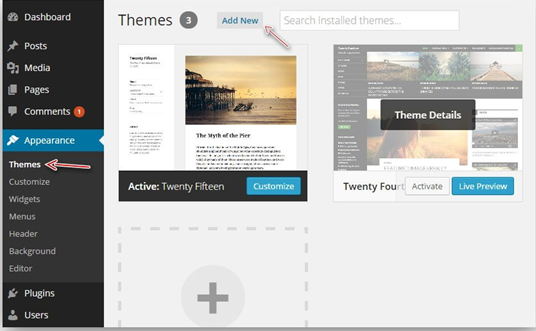 Dashboard
Posts
Media
Pages
Comments 1
Appearance
Themes
Customize
Widgets
Menus
Header
Background
Editor
Plugins
Users
Themes 3 Add New Search installed themes...
Twenty Fifteen
The Myth of the Pier
Active: Twenty Fifteen Customize
Theme Details
Twenty Fourt Activate Live Preview